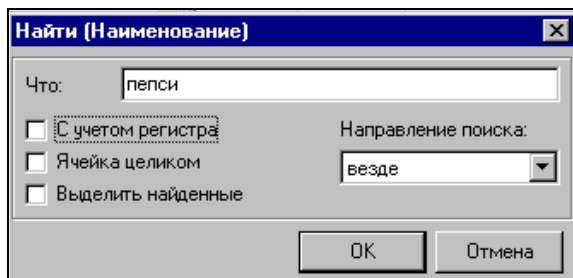 Найти (Наименование)
Что: пепси
С учетом регистра
Направление поиска:
Ячейка целиком
везде
Выделить найденные
OK Отмена